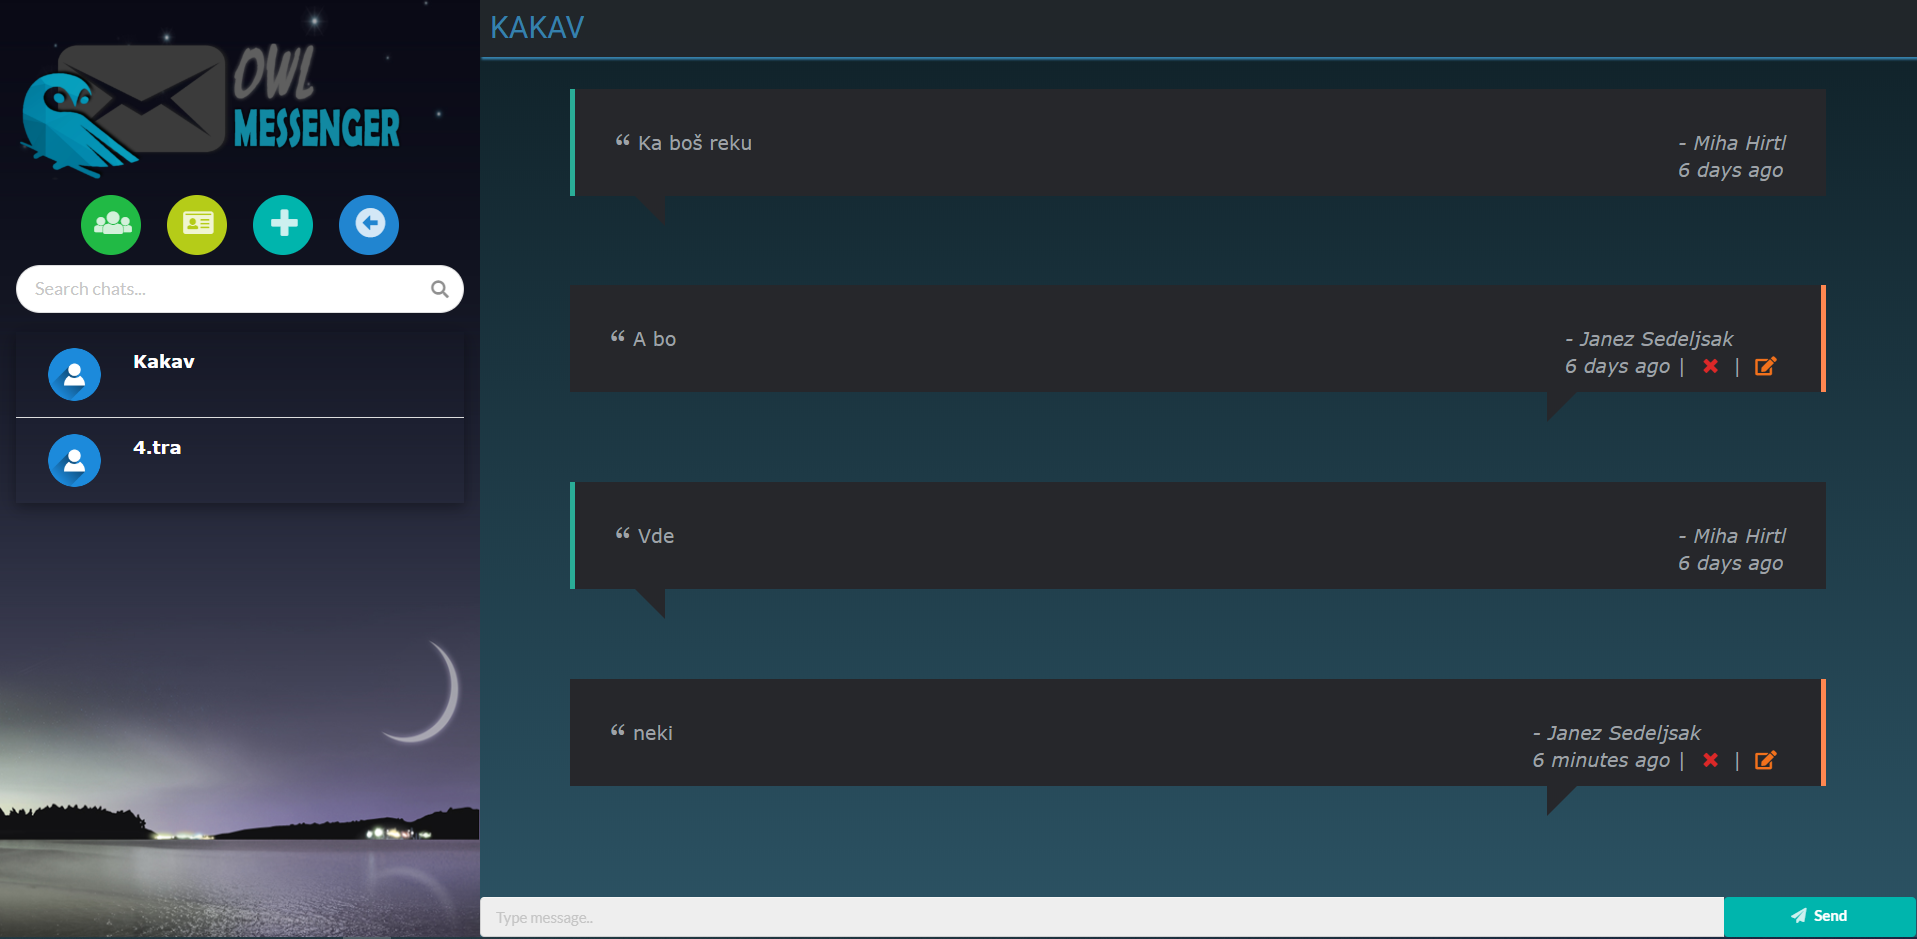 OWL
MESSENGER
Search chats...
Kakav
4.tra
KAKAV
“ Ka boš reku
- Miha Hirtl
6 days ago
“ A bo
- Janez Sedeljsak
6 days ago | |
“ Vde
- Miha Hirtl
6 days ago
“ neki
- Janez Sedeljsak
6 minutes ago | |
Type message..
Send